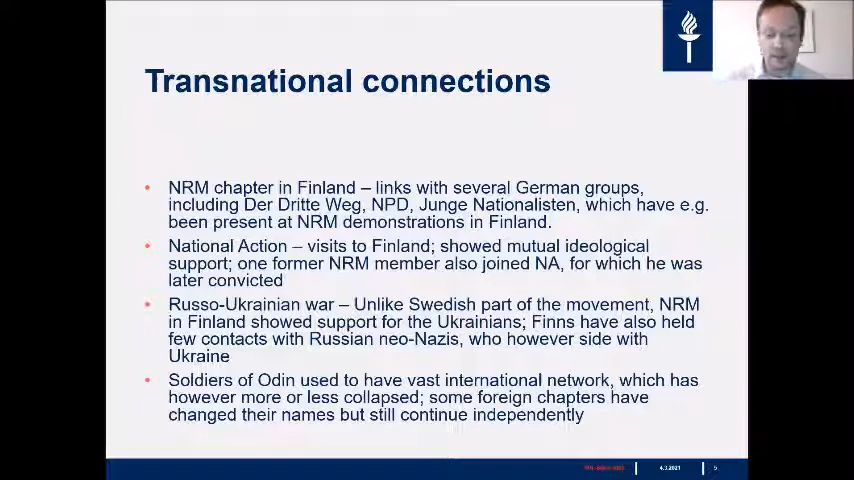 Transnational connections
• NRM chapter in Finland – links with several German groups,
including Der Dritte Weg, NPD, Junge Nationalisten, which have e.g.
been present at NRM demonstrations in Finland.
• National Action – visits to Finland; showed mutual ideological
support; one former NRM member also joined NA, for which he was
later convicted
• Russo-Ukrainian war – Unlike Swedish part of the movement, NRM
in Finland showed support for the Ukrainians; Finns have also held
few contacts with Russian neo-Nazis, who however side with
Ukraine
• Soldiers of Odin used to have vast international network, which has
however more or less collapsed; some foreign chapters have
changed their names but still continue independently
4.3.2021
5